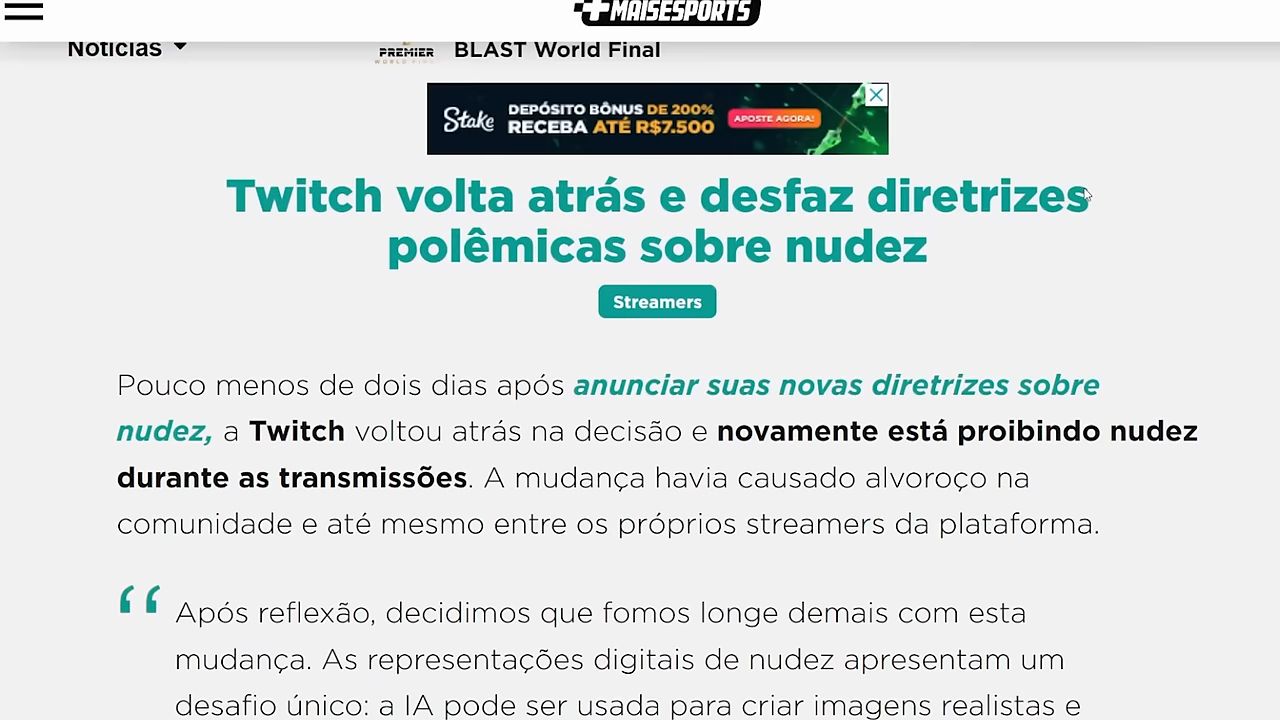 +MAISESPORTS
Notícias
PREMIER
WORLD FINAL
BLAST World Final
Stake
DEPÓSITO BÔNUS DE 200%
RECEBA ATÉ R$7.500
APOSTE AGORA!
Twitch volta atrás e desfaz diretrizes
polêmicas sobre nudez
Streamers
Pouco menos de dois dias após anunciar suas novas diretrizes sobre
nudez, a Twitch voltou atrás na decisão e novamente está proibindo nudez
durante as transmissões. A mudança havia causado alvoroço na
comunidade e até mesmo entre os próprios streamers da plataforma.
“ Após reflexão, decidimos que fomos longe demais com esta
mudança. As representações digitais de nudez apresentam um
desafio único: a IA pode ser usada para criar imagens realistas e